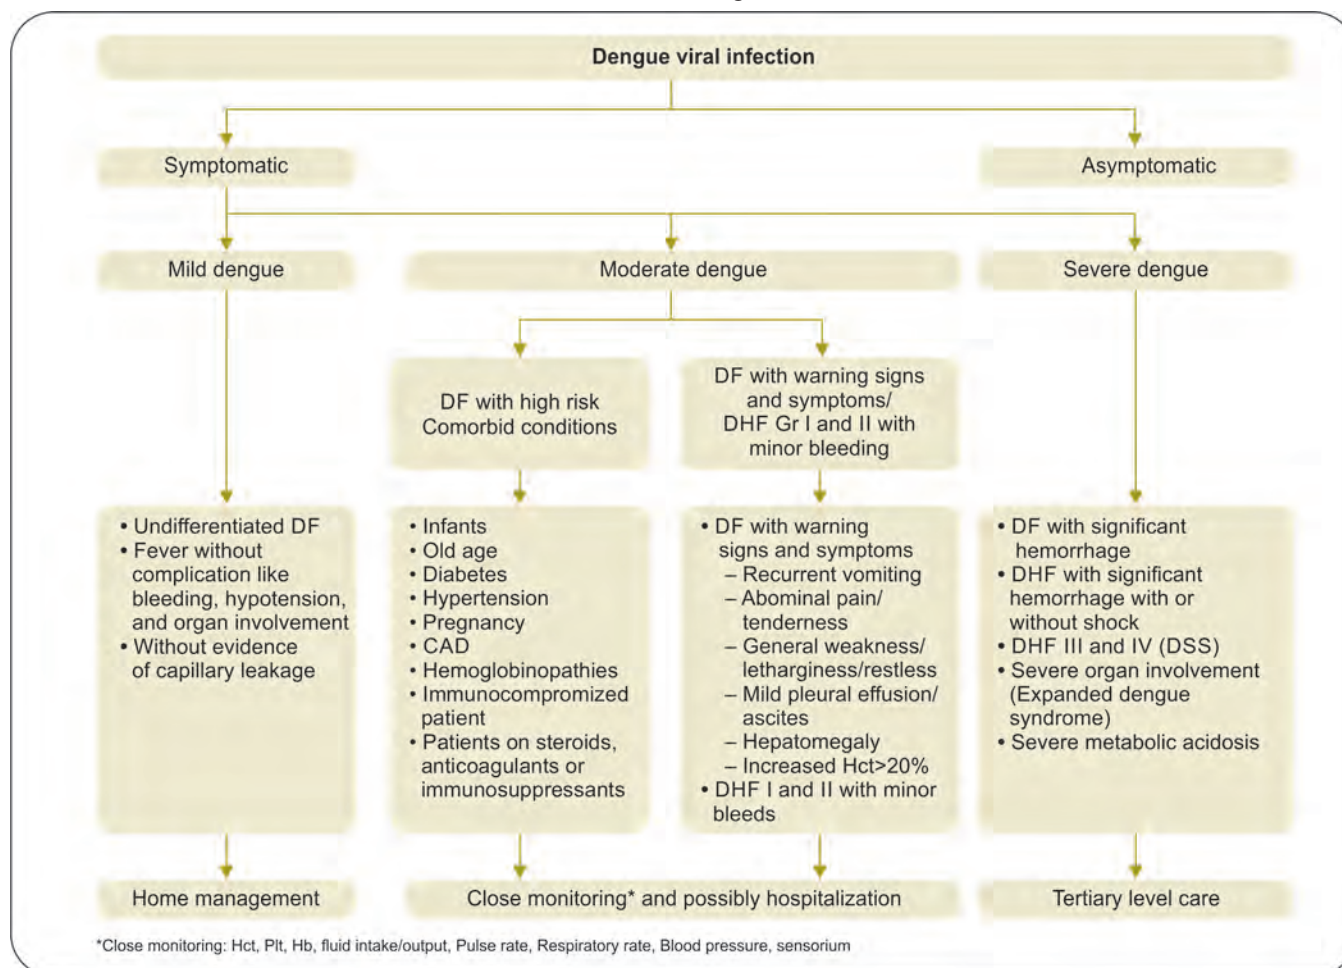 Dengue viral infection
Symptomatic
Asymptomatic
Mild dengue
Moderate dengue
Severe dengue
DF with high risk
Comorbid conditions
DF with warning signs
and symptoms/
DHF Gr I and II with
minor bleeding
• Undifferentiated DF
• Fever without
complication like
bleeding, hypotension,
and organ involvement
• Without evidence
of capillary leakage
• Infants
• Old age
• Diabetes
• Hypertension
• Pregnancy
• CAD
• Hemoglobinopathies
• Immunocompromized
patient
• Patients on steroids,
anticoagulants or
immunosuppressants
• DF with warning
signs and symptoms
– Recurrent vomiting
– Abominal pain/
tenderness
– General weakness/
letharginess/restless
– Mild pleural effusion/
ascites
– Hepatomegaly
– Increased Hct>20%
• DHF I and II with minor
bleeds
• DF with significant
hemorrhage
• DHF with significant
hemorrhage with or
without shock
• DHF III and IV (DSS)
• Severe organ involvement
(Expanded dengue
syndrome)
• Severe metabolic acidosis
Home management
Close monitoring* and possibly hospitalization
Tertiary level care
*Close monitoring: Hct, Plt, Hb, fluid intake/output, Pulse rate, Respiratory rate, Blood pressure, sensorium